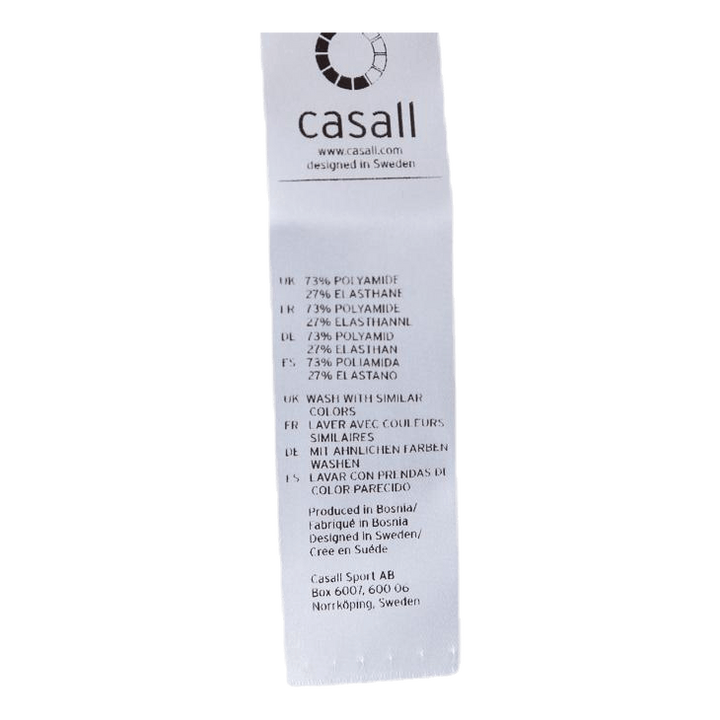 casall
www.casall.com
designed in Sweden
UK 73% POLYAMIDE
27% ELASTHANE
FR 73% POLYAMIDE
27% ELASTHANNE
DE 73% POLYAMID
27% ELASTHAN
ES 73% POLIAMIDA
27% ELASTANO
UK WASH WITH SIMILAR
COLORS
FR LAVER AVEC COULEURS
SIMILAIRES
DE MIT AHNLICHEN FARBEN
WASHEN
ES LAVAR CON PRENDAS DE
COLOR PARECIDO
Produced in Bosnia/
Fabriqué in Bosnia
Designed in Sweden/
Cree en Suéde
Casall Sport AB
Box 6007, 600 06
Norrköping, Sweden